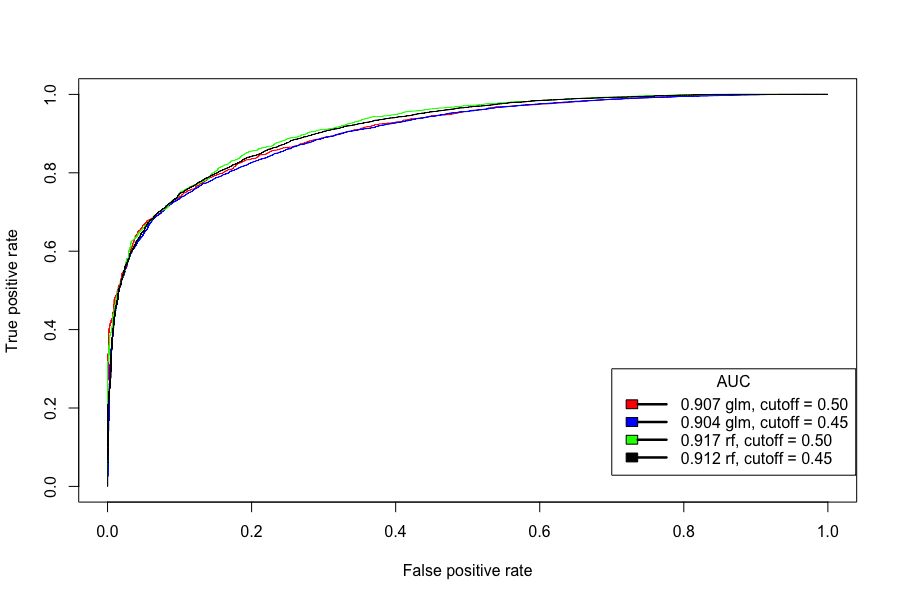 1.0
0.8
0.6
0.4
0.2
0.0
True positive rate
AUC
0.907 glm, cutoff = 0.50
0.904 glm, cutoff = 0.45
0.917 rf, cutoff = 0.50
0.912 rf, cutoff = 0.45
0.0 0.2 0.4 0.6 0.8 1.0
False positive rate